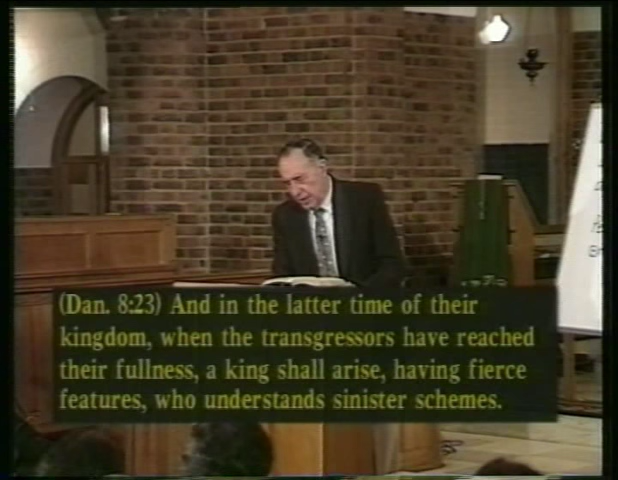 (Dan. 8:23) And in the latter time of their
kingdom, when the transgressors have reached
their fullness, a king shall arise, having fierce
features, who understands sinister schemes.